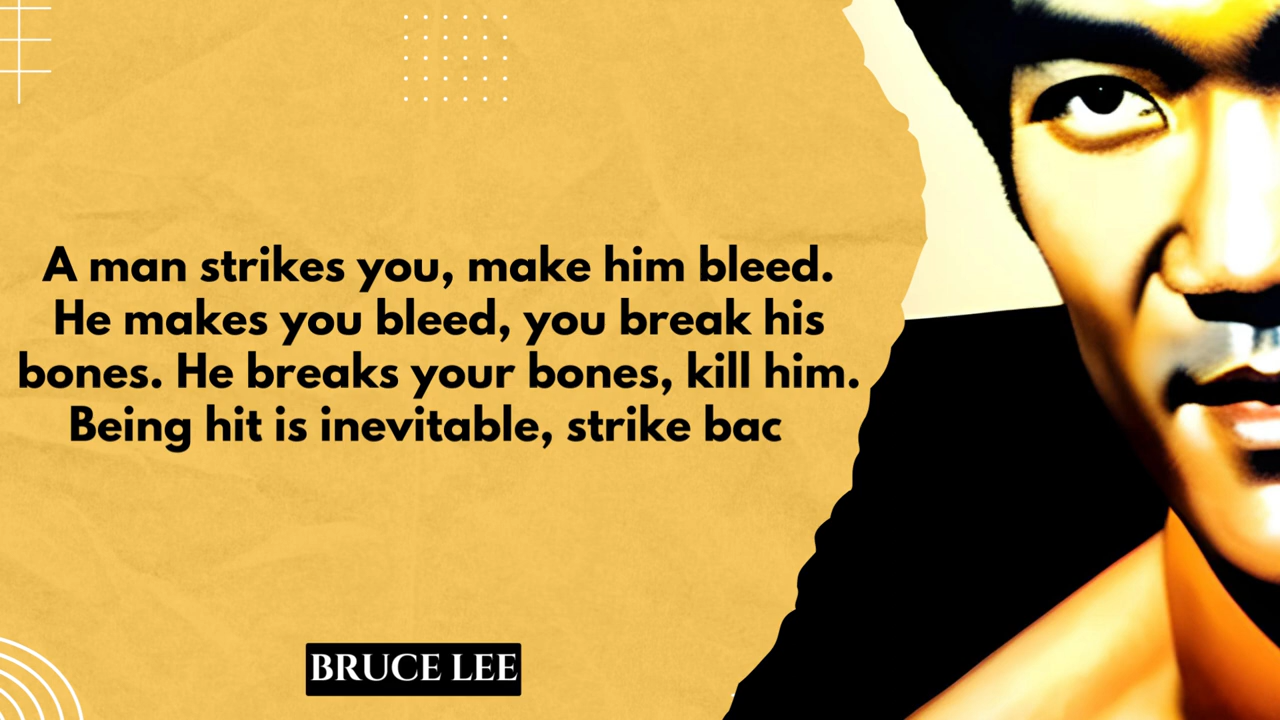 A man strikes you, make him bleed.
He makes you bleed, you break his
bones. He breaks your bones, kill him.
Being hit is inevitable, strike bac
BRUCE LEE